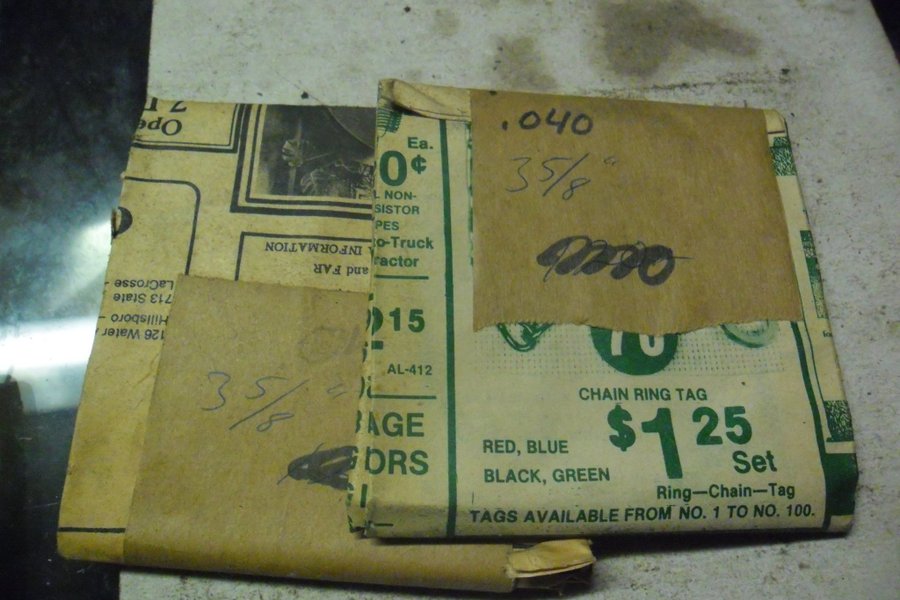 Ope
7 D
INFORMATION
and FAR
LaCrosse -
713 State
Hillsboro -
126 Water
3 5/8 "
Ea.
0¢
L NON-
SISTOR
PES
o-Truck
ractor
15
AL-412
AGE
ORS
.040
3 5/8 "
CHAIN RING TAG
RED, BLUE
BLACK, GREEN
$1 25
Set
Ring—Chain—Tag
TAGS AVAILABLE FROM NO. 1 TO NO. 100.